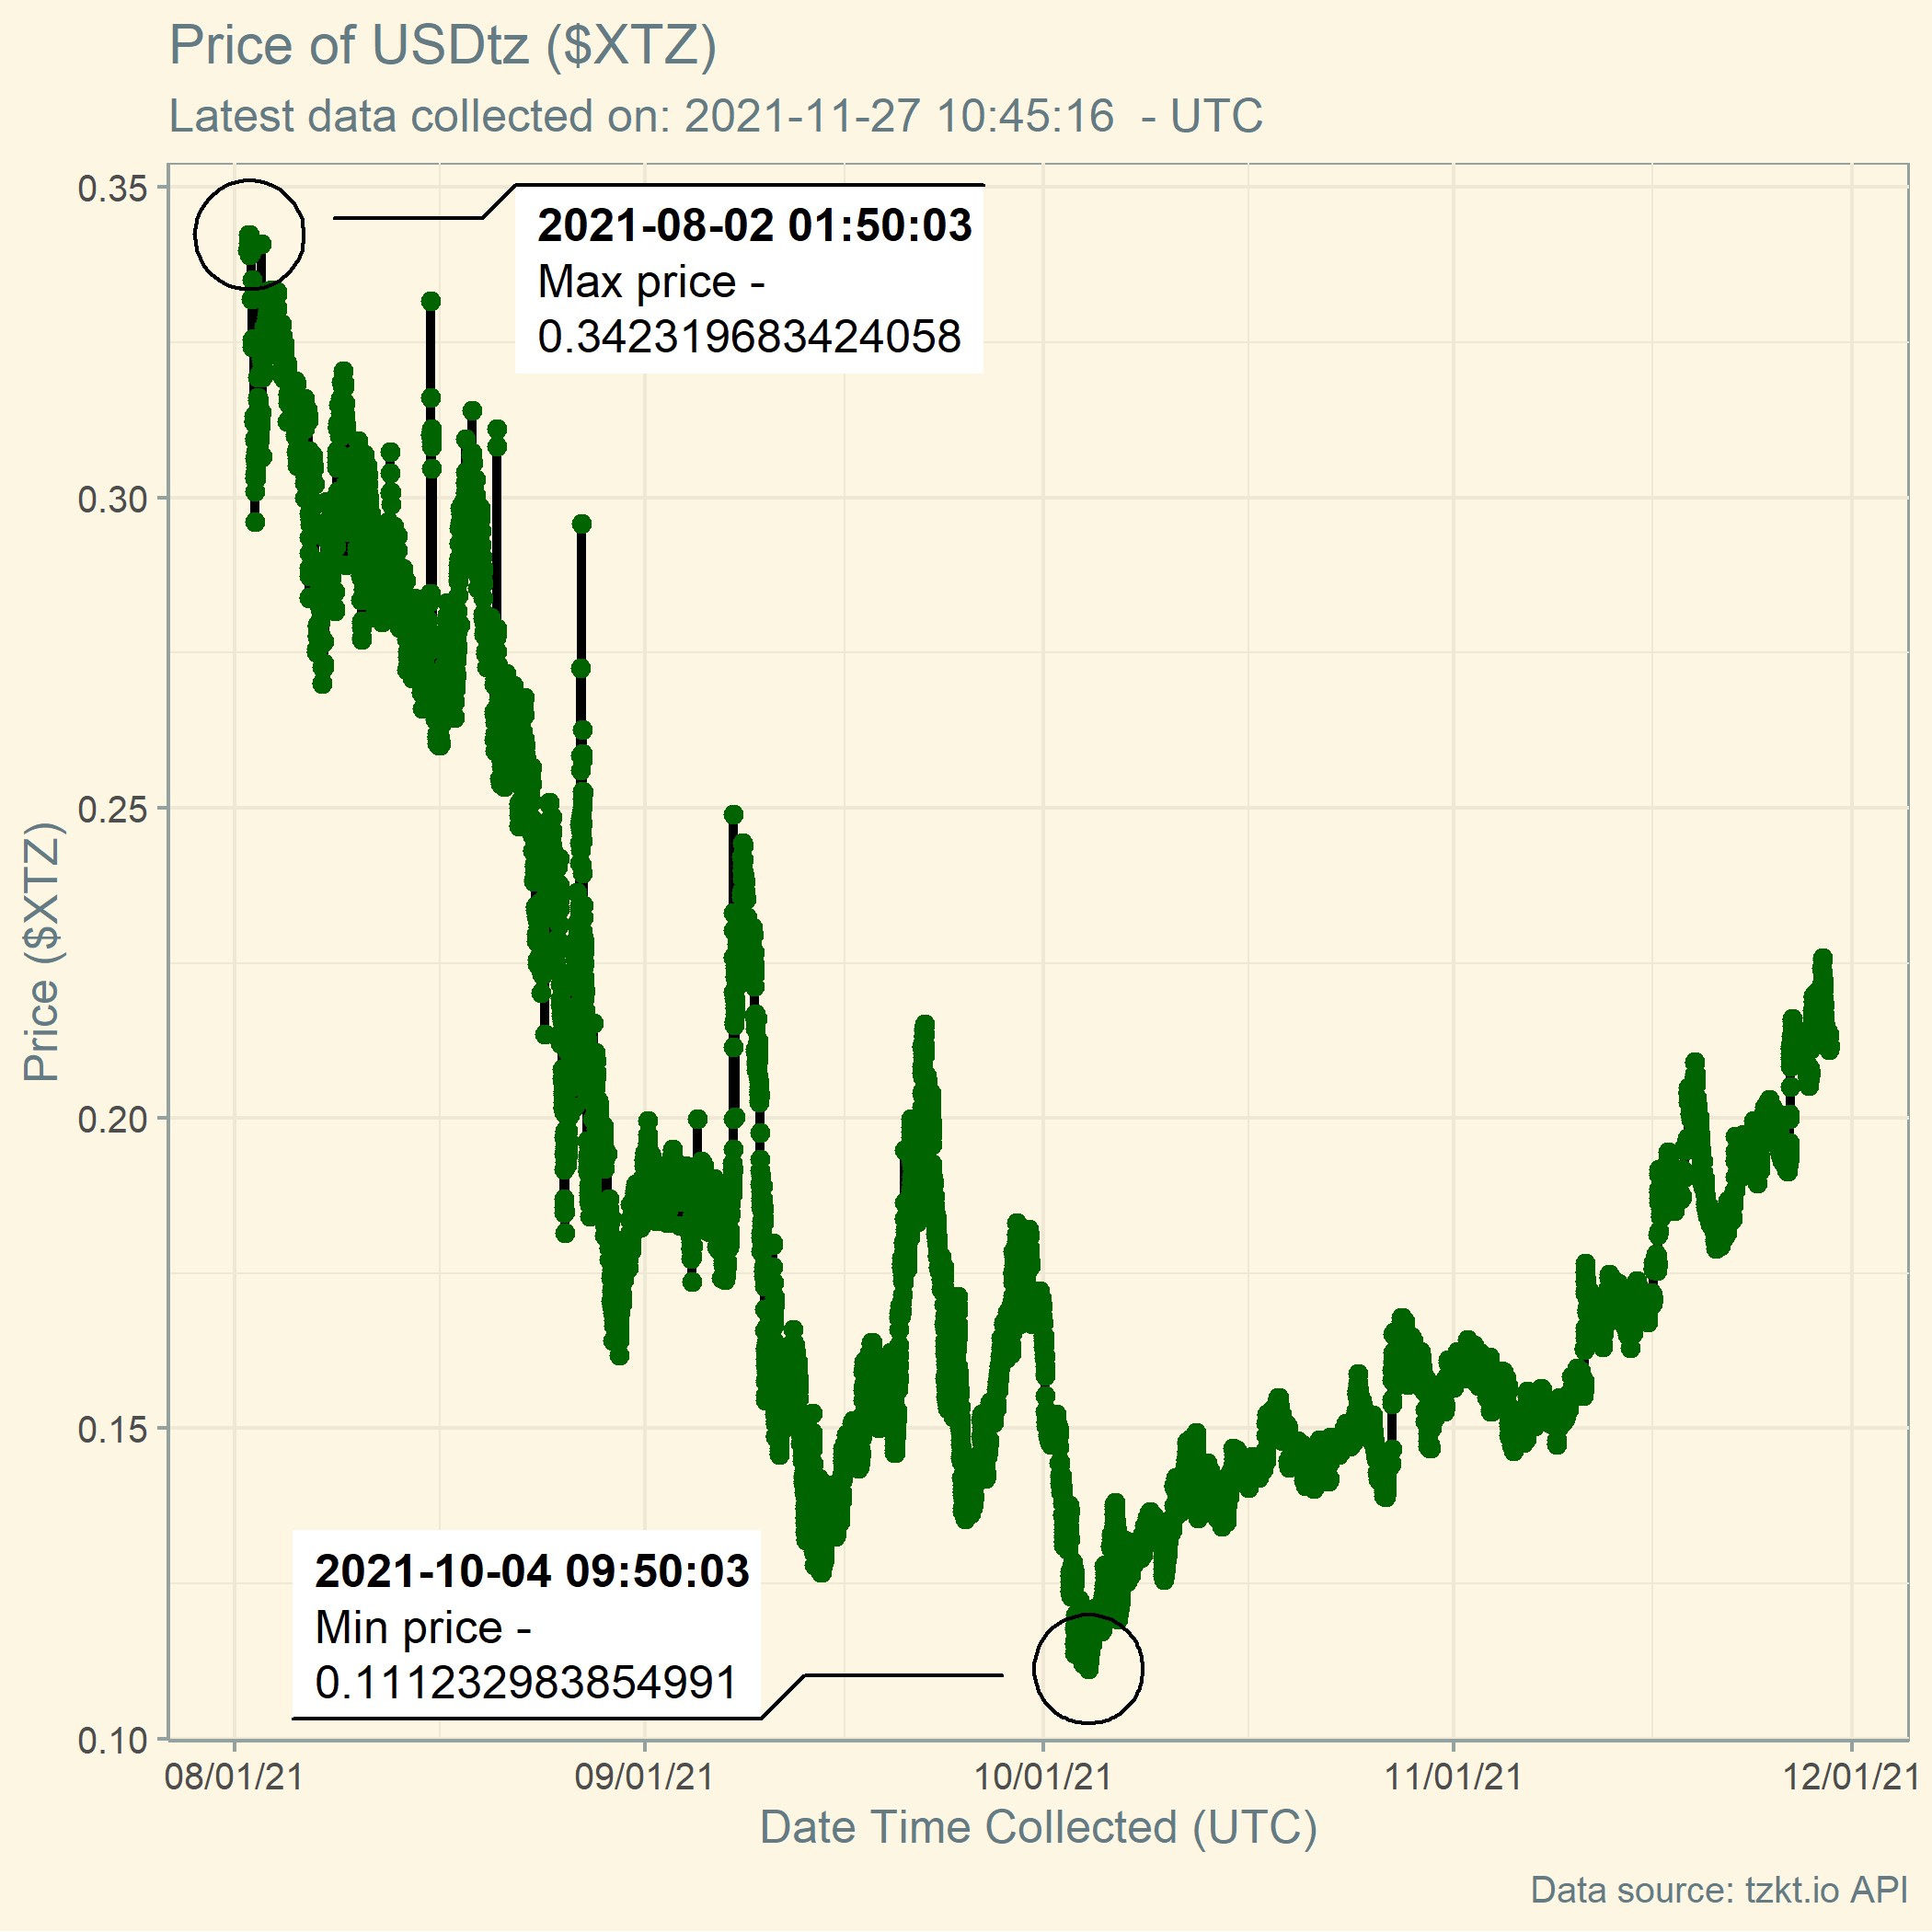 Price of USDtz ($XTZ)
Latest data collected on: 2021-11-27 10:45:16  - UTC
0.35
0.30
0.25
0.20
0.15
0.10
Price ($XTZ)
2021-08-02 01:50:03
Max price -
0.342319683424058
2021-10-04 09:50:03
Min price -
0.111232983854991
08/01/21
09/01/21
10/01/21
11/01/21
12/01/21
Date Time Collected (UTC)
Data source: tzkt.io API